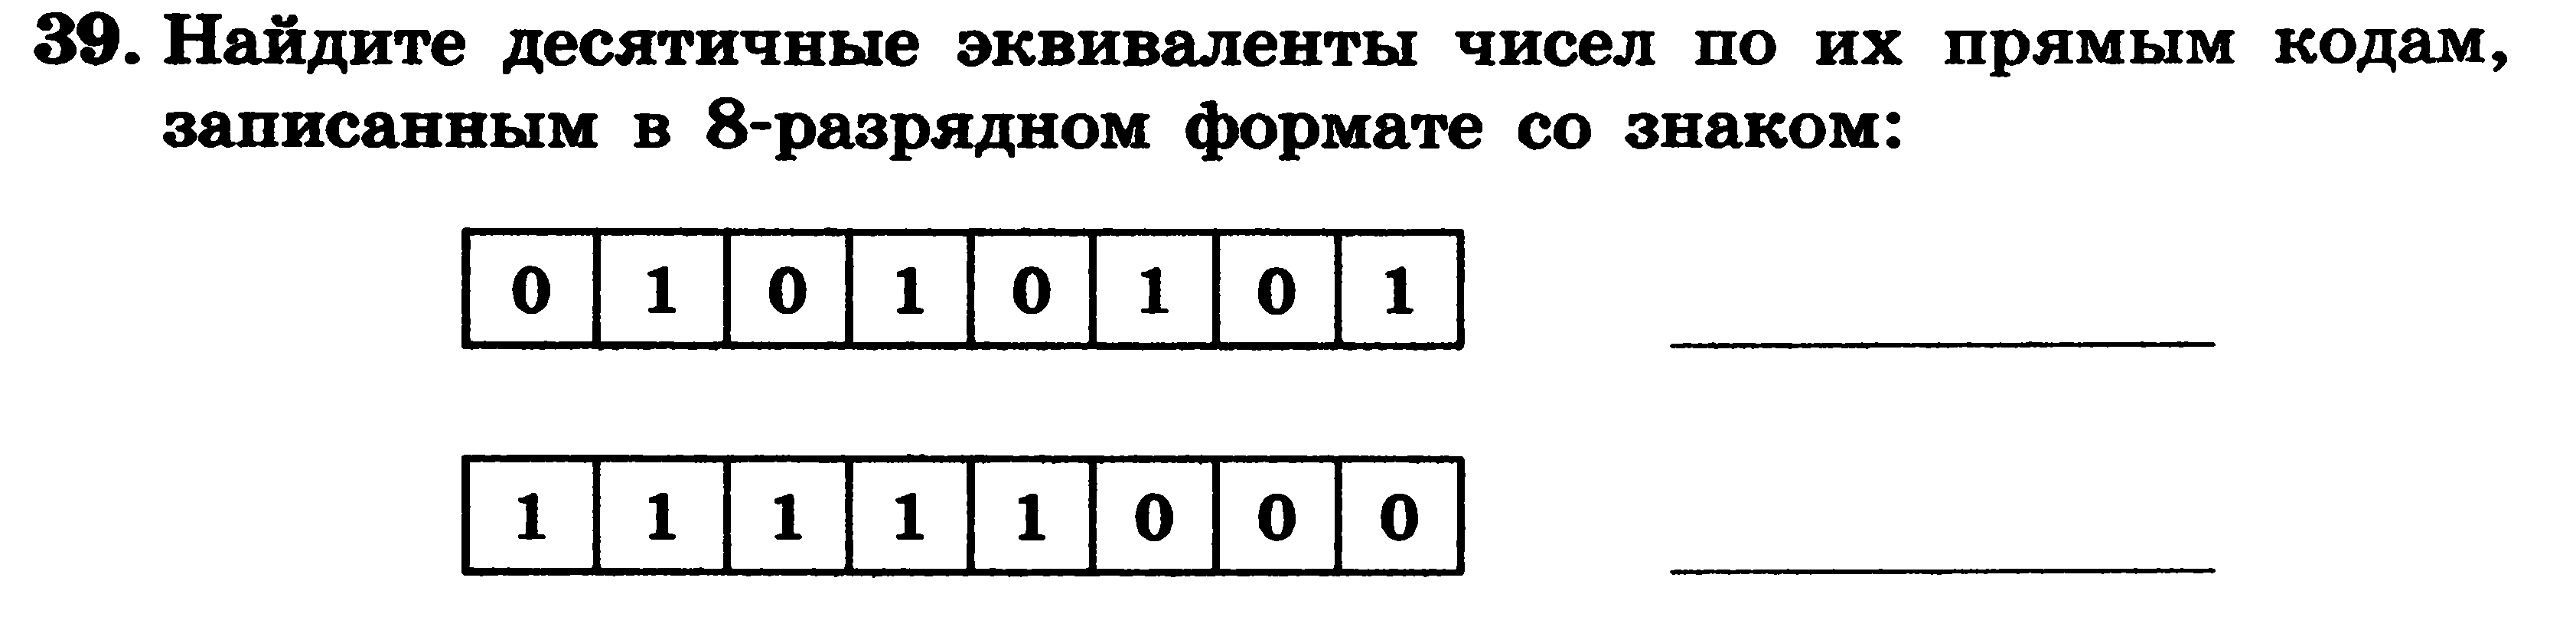 39. Найдите десятичные эквиваленты чисел по их прямым кодам,
записанным в 8-разрядном формате со знаком:
0 1 0 1 0 1 0 1
1 1 1 1 1 0 0 0